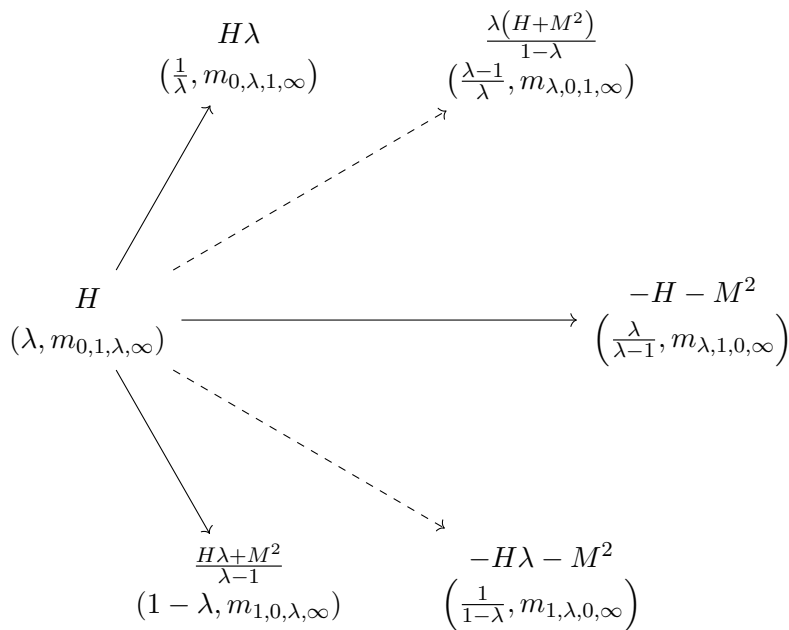 Hλ
(1/λ, m_{0,λ,1,∞})
λ(H+M²)/(1−λ)
((λ−1)/λ, m_{λ,0,1,∞})
H
(λ, m_{0,1,λ,∞})
−H − M²
(λ/(λ−1), m_{λ,1,0,∞})
(Hλ+M²)/(λ−1)
(1 − λ, m_{1,0,λ,∞})
−Hλ − M²
(1/(1−λ), m_{1,λ,0,∞})